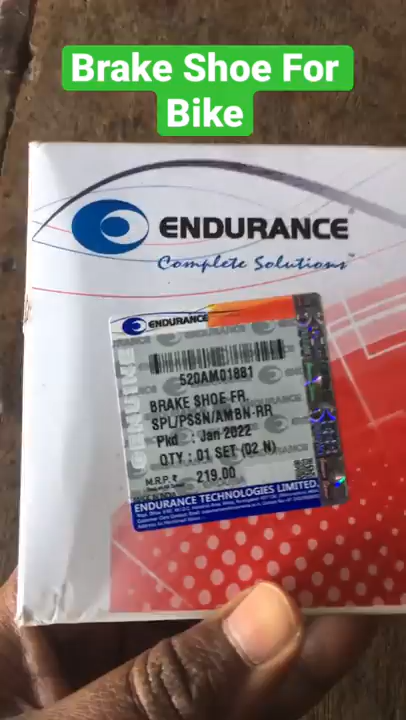 Brake Shoe For
Bike
ENDURANCE
Complete Solutions™
ENDURANCE
GENUINE
520AM01881
BRAKE SHOE-FR.
SPL/PSSN/AMBN-RR
Pkd : Jan 2022
QTY : 01 SET (02 N)
M.R.P. ₹ 219.00
ENDURANCE TECHNOLOGIES LIMITED.